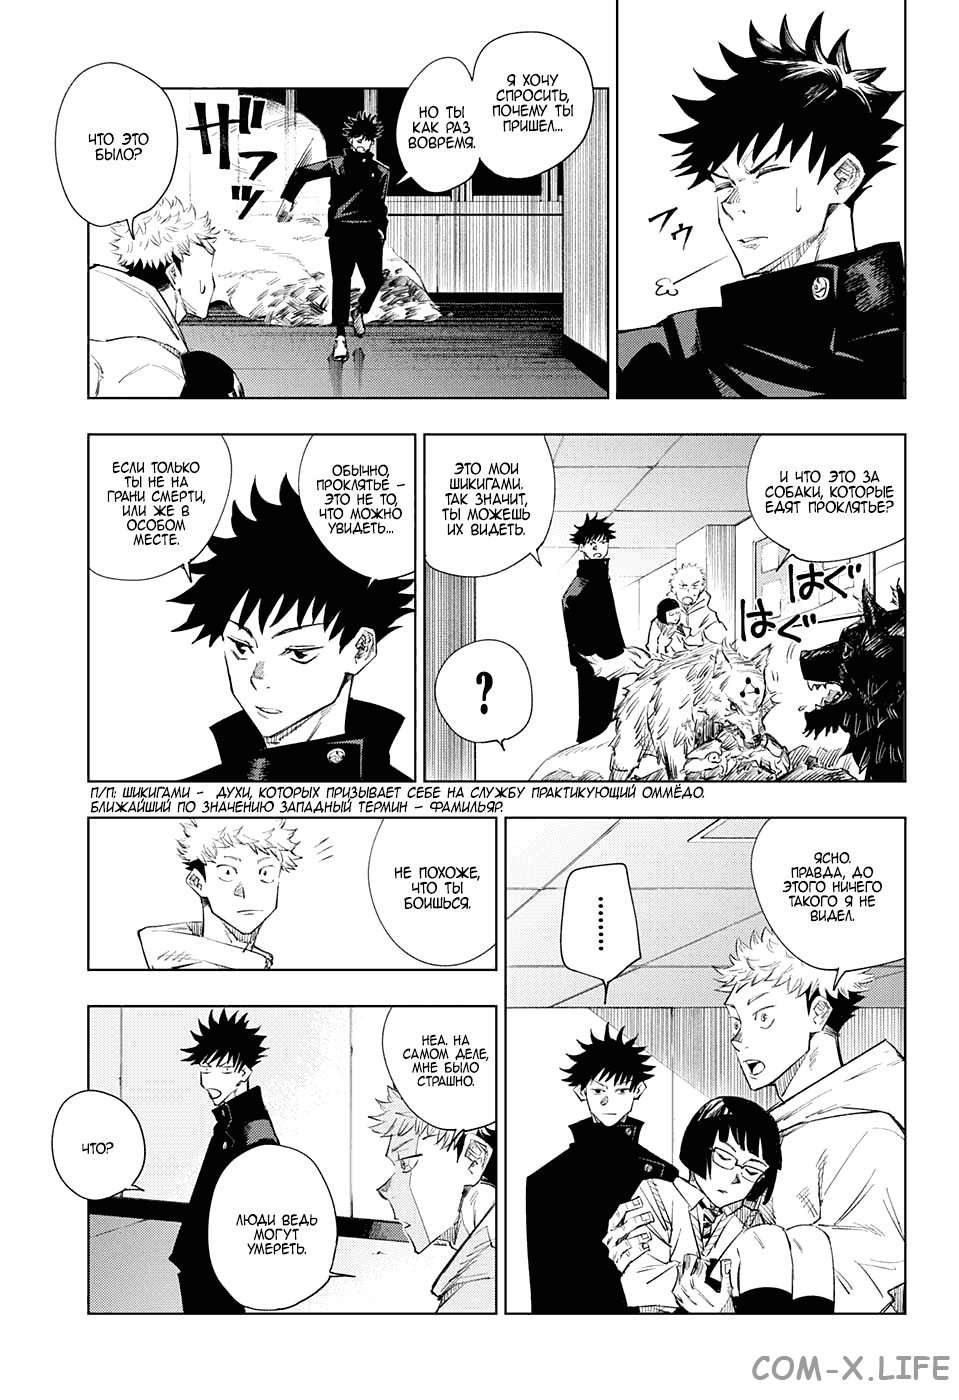 フゥ
Я ХОЧУ
СПРОСИТЬ,
ПОЧЕМУ ТЫ
ПРИШЕЛ...
НО ТЫ
КАК РАЗ
ВОВРЕМЯ.
ザフッ
ЧТО ЭТО
БЫЛО?
И ЧТО ЭТО ЗА
СОБАКИ, КОТОРЫЕ
ЕДЯТ ПРОКЛЯТЬЕ?
はぐ
はぐ
ЭТО МОИ
ШИКИГАМИ.
ТАК ЗНАЧИТ,
ТЫ МОЖЕШЬ
ИХ ВИДЕТЬ.
?
ОБЫЧНО,
ПРОКЛЯТЬЕ –
ЭТО НЕ ТО,
ЧТО МОЖНО
УВИДЕТЬ...
ЕСЛИ ТОЛЬКО
ТЫ НЕ НА
ГРАНИ СМЕРТИ,
ИЛИ ЖЕ В
ОСОБОМ
МЕСТЕ.
П/П: ШИКИГАМИ – ДУХИ, КОТОРЫХ ПРИЗЫВАЕТ СЕБЕ НА СЛУЖБУ ПРАКТИКУЮЩИЙ ОММЁДО.
БЛИЖАЙШИЙ ПО ЗНАЧЕНИЮ ЗАПАДНЫЙ ТЕРМИН – ФАМИЛЬЯР.
ЯСНО.
ПРАВДА, ДО
ЭТОГО НИЧЕГО
ТАКОГО Я НЕ
ВИДЕЛ.
........
НЕ ПОХОЖЕ,
ЧТО ТЫ
БОИШЬСЯ.
НЕА. НА
САМОМ ДЕЛЕ,
МНЕ БЫЛО
СТРАШНО.
ЧТО?
ЛЮДИ ВЕДЬ
МОГУТ
УМЕРЕТЬ.
COM-X.LIFE